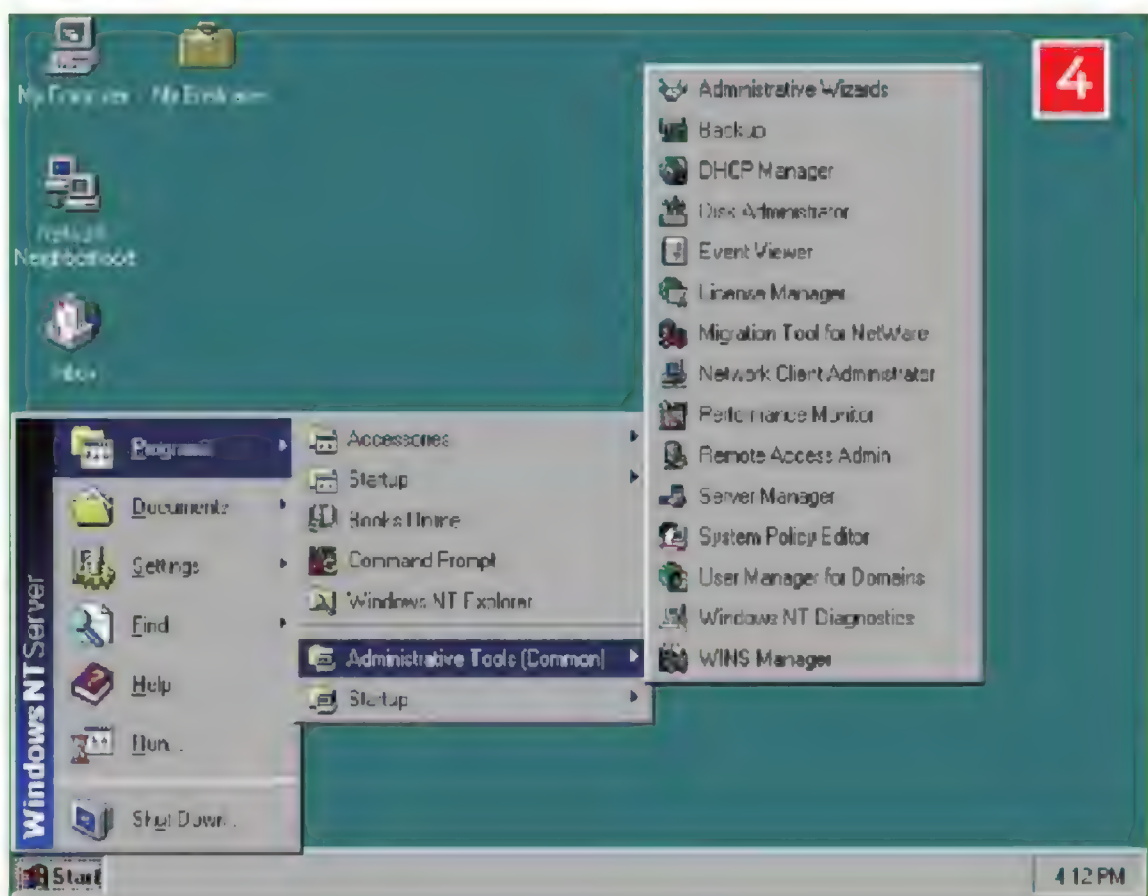 My Computer
My Briefcase
4
Network
Neighborhood
Inbox
Programs
Documents
Settings
Find
Help
Run...
Shut Down...
Windows NT Server
Accessories
Startup
Books Online
Command Prompt
Windows NT Explorer
Administrative Tools (Common)
Startup
Administrative Wizards
Backup
DHCP Manager
Disk Administrator
Event Viewer
License Manager
Migration Tool for NetWare
Network Client Administrator
Performance Monitor
Remote Access Admin
Server Manager
System Policy Editor
User Manager for Domains
Windows NT Diagnostics
WINS Manager
Start
4:12 PM